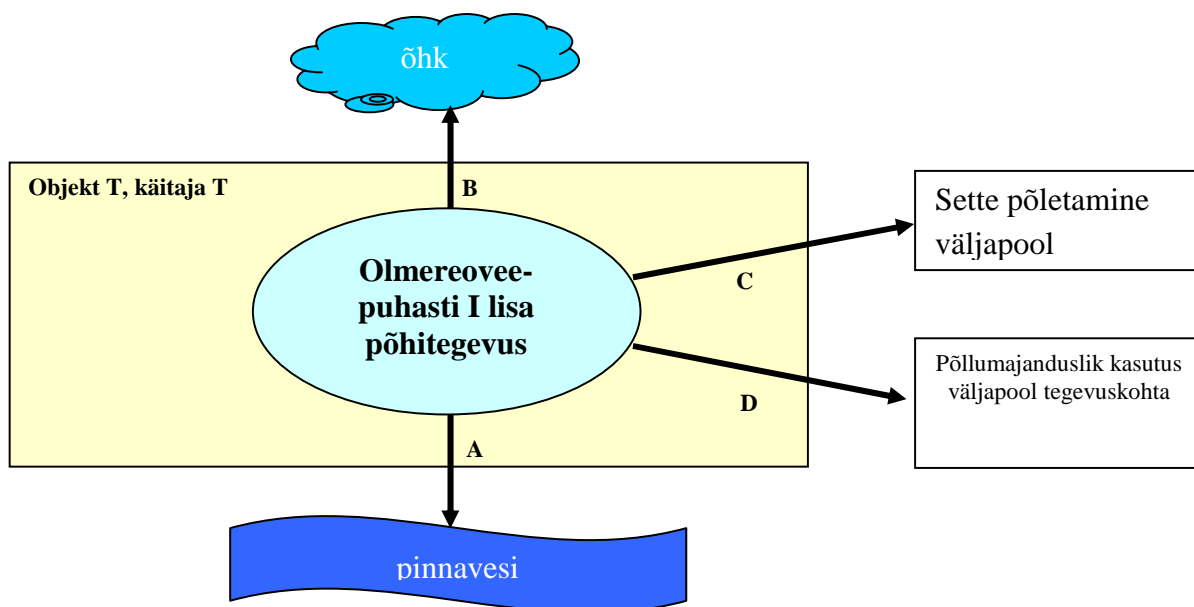 õhk
Objekt T, käitaja T
B
Olmereovee-
puhasti I lisa
põhitegevus
Sette põletamine
väljapool
C
Põllumajanduslik kasutus
väljapool tegevuskohta
D
A
pinnavesi